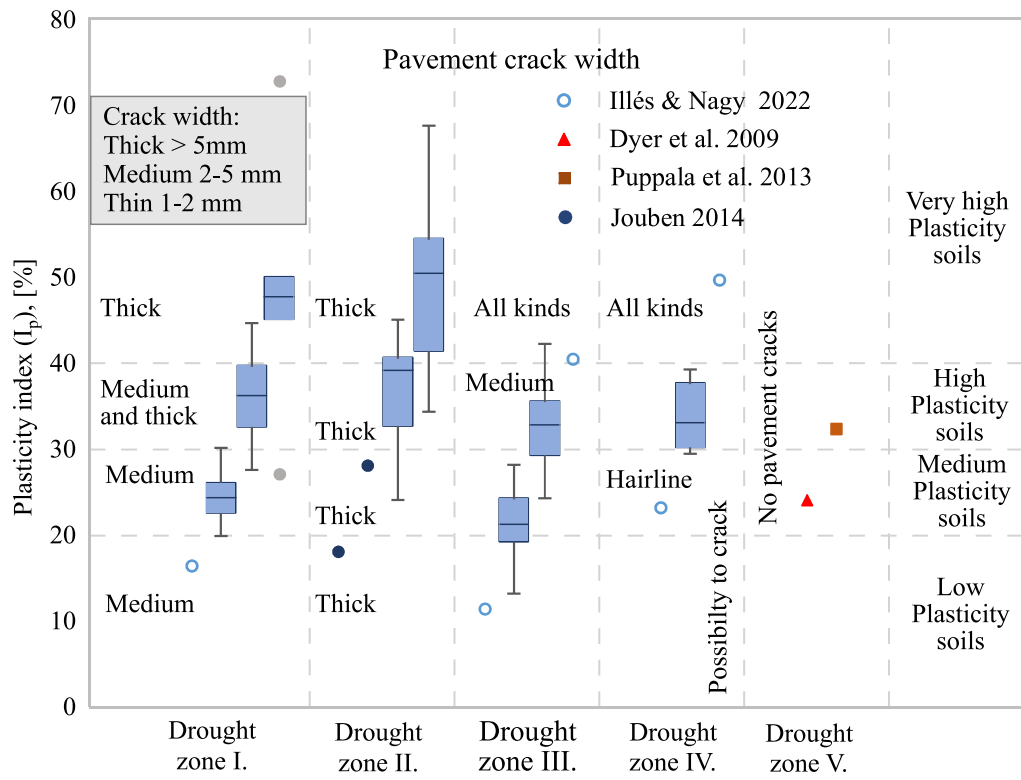 Pavement crack width
Illés & Nagy 2022
Dyer et al. 2009
Puppala et al. 2013
Jouben 2014
Crack width:
Thick > 5mm
Medium 2-5 mm
Thin 1-2 mm
Plasticity index (Ip), [%]
80
70
60
50
40
30
20
10
0
Thick
Medium
and thick
Medium
Medium
Thick
Thick
Thick
Thick
All kinds
Medium
All kinds
Hairline
Possibilty to crack
No pavement cracks
Very high
Plasticity
soils
High
Plasticity
soils
Medium
Plasticity
soils
Low
Plasticity
soils
Drought
zone I.
Drought
zone II.
Drought
zone III.
Drought
zone IV.
Drought
zone V.